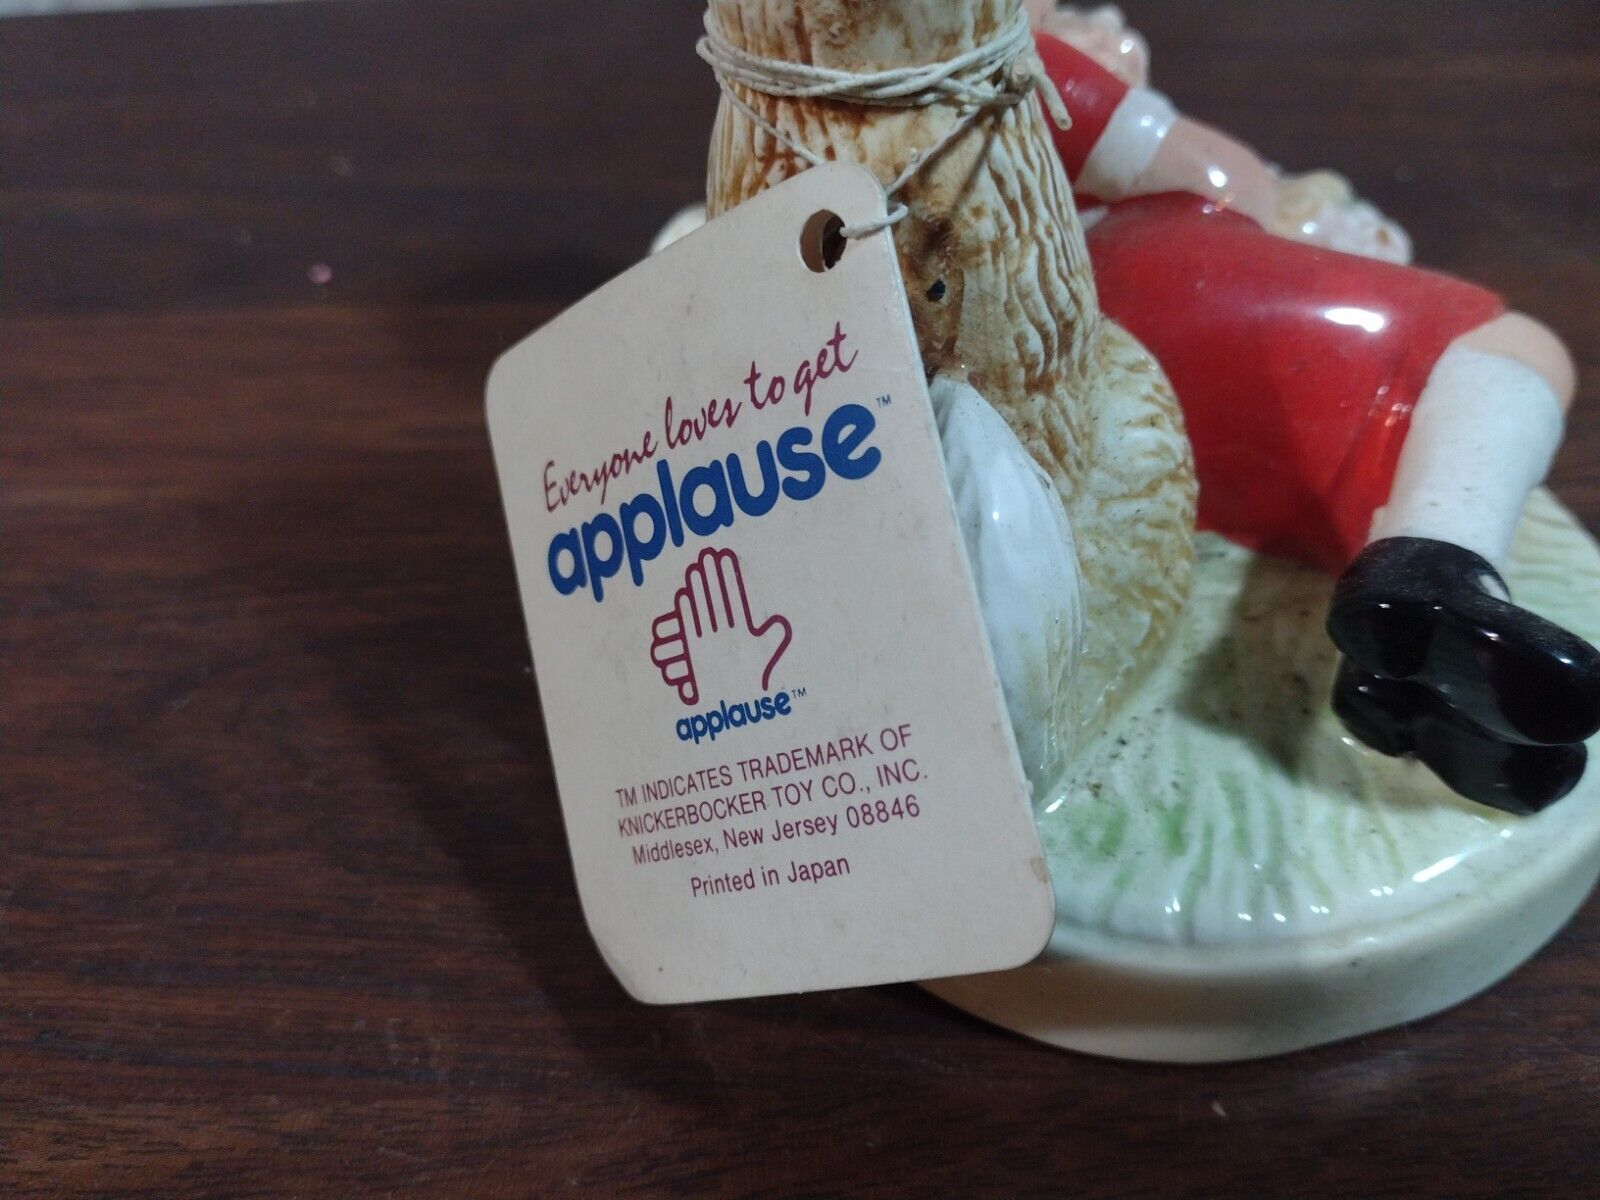 Everyone loves to get
applause™
applause™
TM INDICATES TRADEMARK OF
KNICKERBOCKER TOY CO., INC.
Middlesex, New Jersey 08846
Printed in Japan